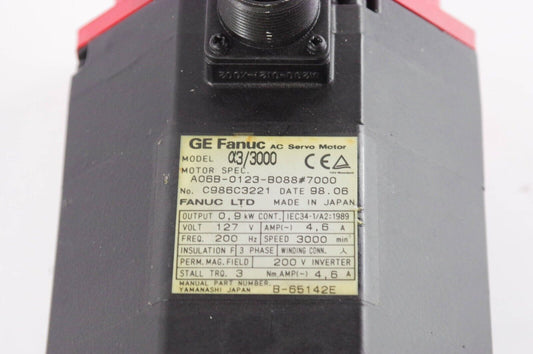 GE Fanuc AC Servo Motor
MODEL α3/3000
CE
MOTOR SPEC.
A06B-0123-B088#7000
No. C986C3221 DATE 98.06
FANUC LTD MADE IN JAPAN
OUTPUT 0,9 kW CONT. IEC34-1/A2:1989
VOLT 127 V AMP(~) 4,6 A
FREQ. 200 Hz SPEED 3000 min⁻¹
INSULATION F 3 PHASE WINDING CONN. 人
PERM.MAG.FIELD 200 V INVERTER
STALL TRQ. 3 Nm AMP(~) 4,6 A
MANUAL PART NUMBER.
YAMANASHI JAPAN B-65142E